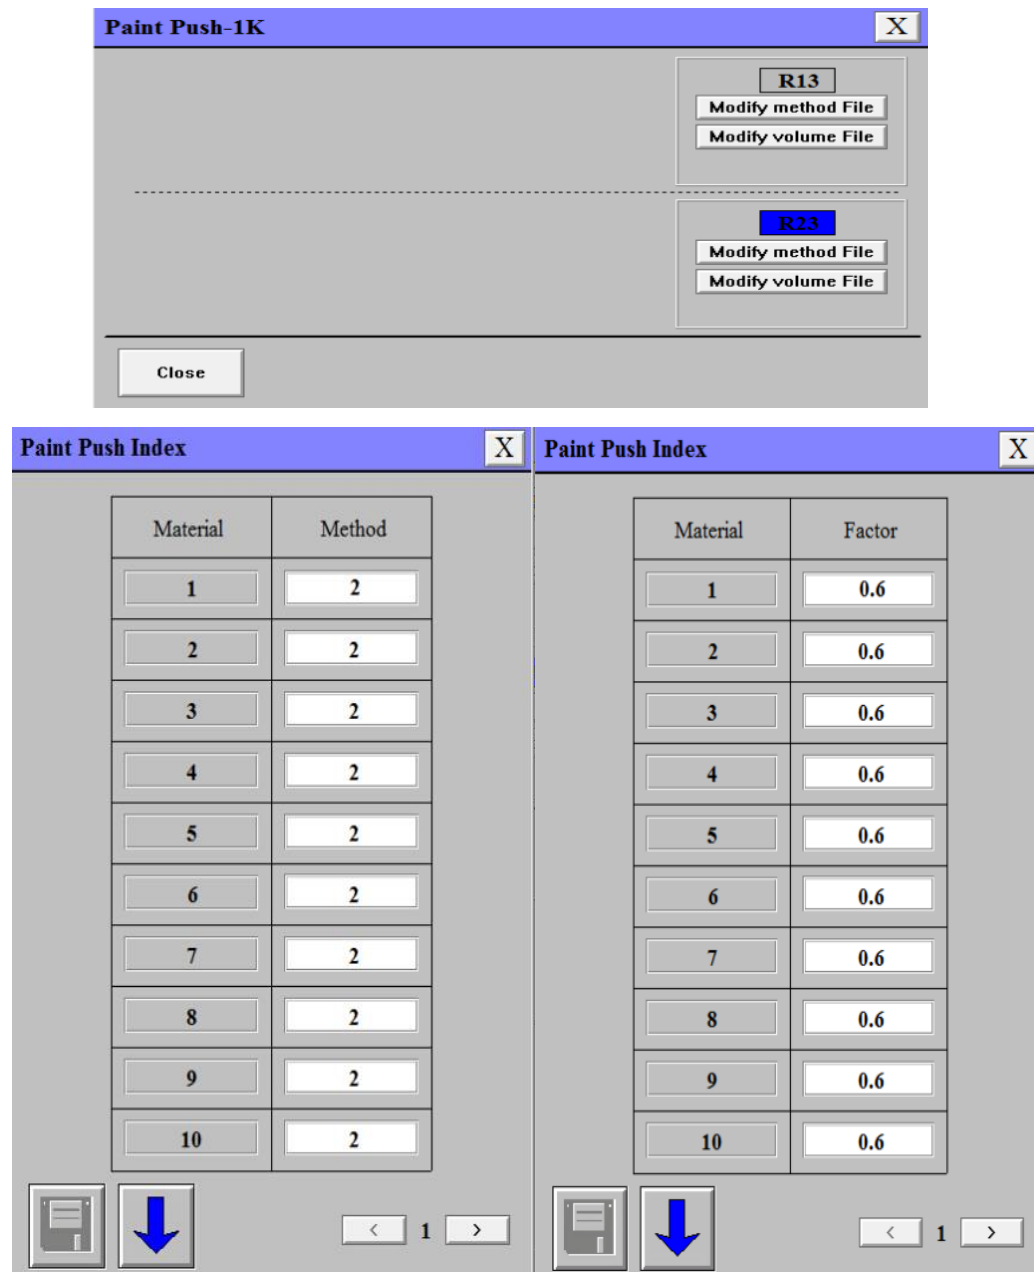 Paint Push-1K X
R13
Modify method File
Modify volume File
R23
Modify method File
Modify volume File
Close
Paint Push Index X
Material Method
1 2
2 2
3 2
4 2
5 2
6 2
7 2
8 2
9 2
10 2
< 1 >
Paint Push Index X
Material Factor
1 0.6
2 0.6
3 0.6
4 0.6
5 0.6
6 0.6
7 0.6
8 0.6
9 0.6
10 0.6
< 1 >